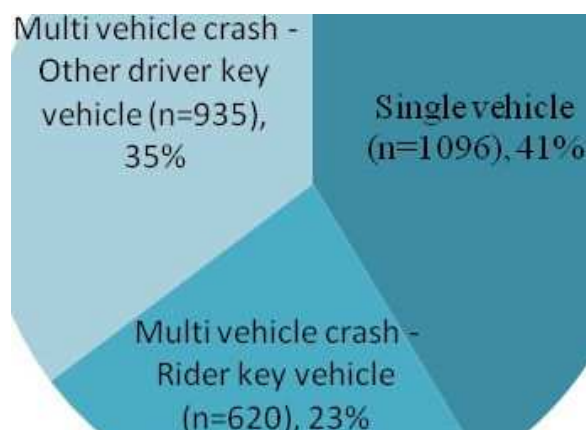 Multi vehicle crash -
Other driver key
vehicle (n=935),
35%
Single vehicle
(n=1096), 41%
Multi vehicle crash -
Rider key vehicle
(n=620), 23%